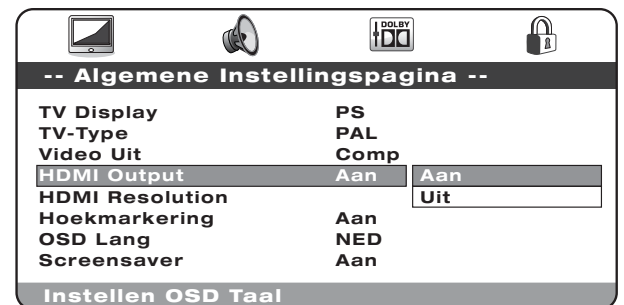 DOLBY
-- Algemene Instellingspagina --
TV Display PS
TV-Type PAL
Video Uit Comp
HDMI Output Aan Aan
HDMI Resolution Uit
Hoekmarkering Aan
OSD Lang NED
Screensaver Aan
Instellen OSD Taal